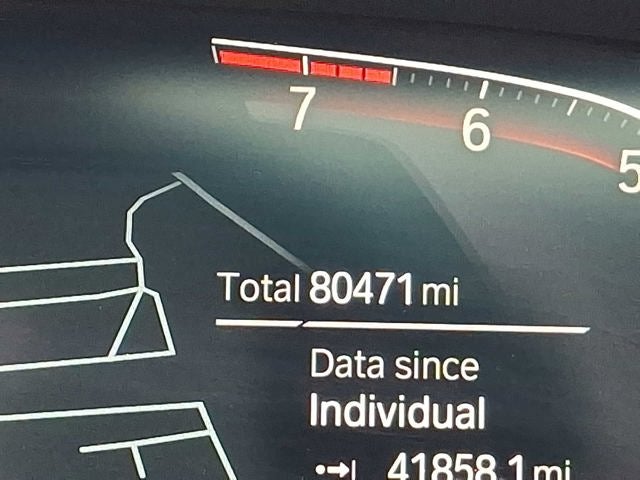 7
6
5
Total 80471 mi
Data since
Individual
41858.1 mi